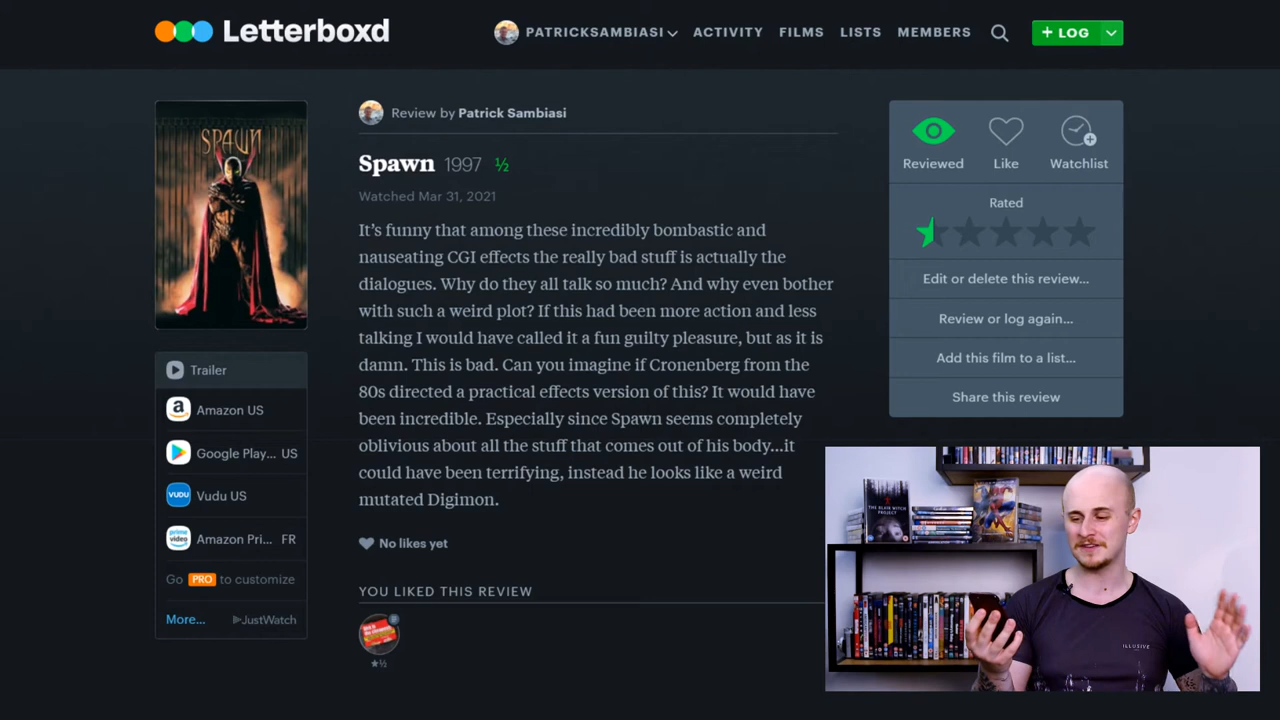 Letterboxd
PATRICKSAMBIASI
ACTIVITY
FILMS
LISTS
MEMBERS
+ LOG
SPAWN
Review by Patrick Sambiasi
Spawn 1997 ½
Watched Mar 31, 2021
It’s funny that among these incredibly bombastic and
nauseating CGI effects the really bad stuff is actually the
dialogues. Why do they all talk so much? And why even bother
with such a weird plot? If this had been more action and less
talking I would have called it a fun guilty pleasure, but as it is
damn. This is bad. Can you imagine if Cronenberg from the
80s directed a practical effects version of this? It would have
been incredible. Especially since Spawn seems completely
oblivious about all the stuff that comes out of his body...it
could have been terrifying, instead he looks like a weird
mutated Digimon.
No likes yet
YOU LIKED THIS REVIEW
★½
Trailer
Amazon US
Google Play... US
VUDU
Vudu US
prime video
Amazon Pri... FR
Go PRO to customize
More...
JustWatch
Reviewed
Like
Watchlist
Rated
Edit or delete this review...
Review or log again...
Add this film to a list...
Share this review
THE BLAIR WITCH
PROJECT
ILLUSIVE